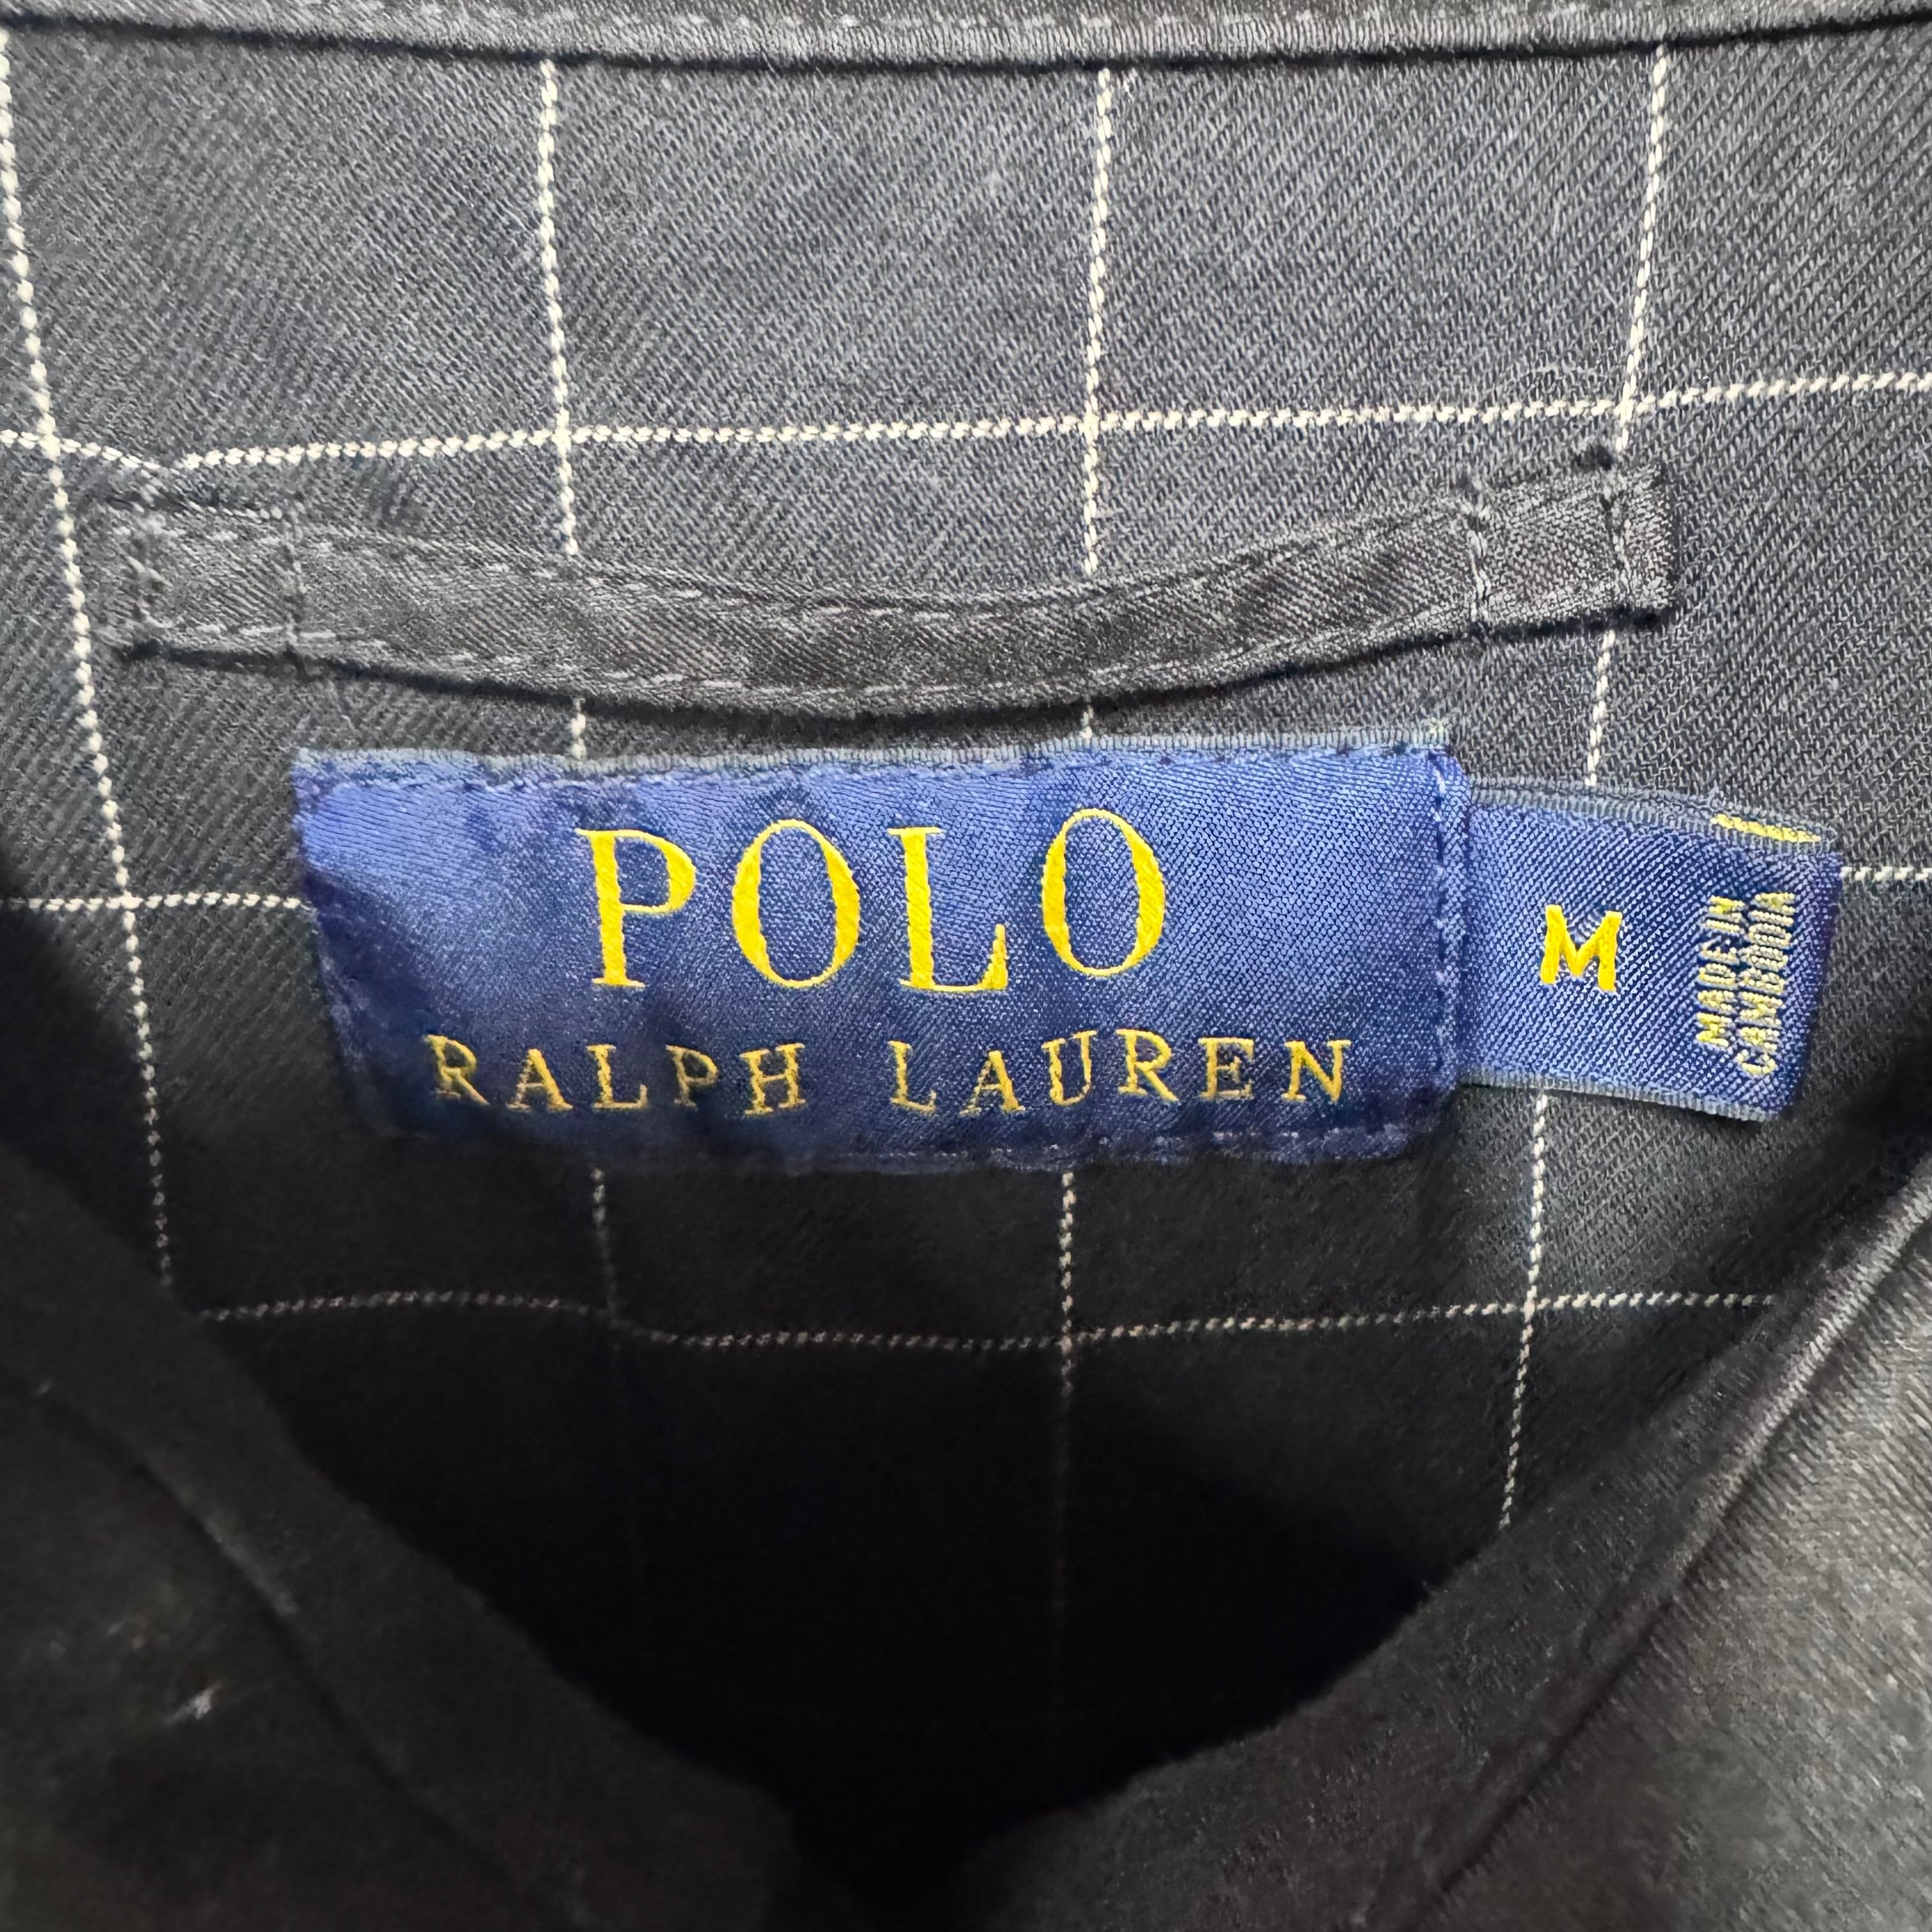 POLO
RALPH LAUREN
M
MADE IN
CAMBODIA